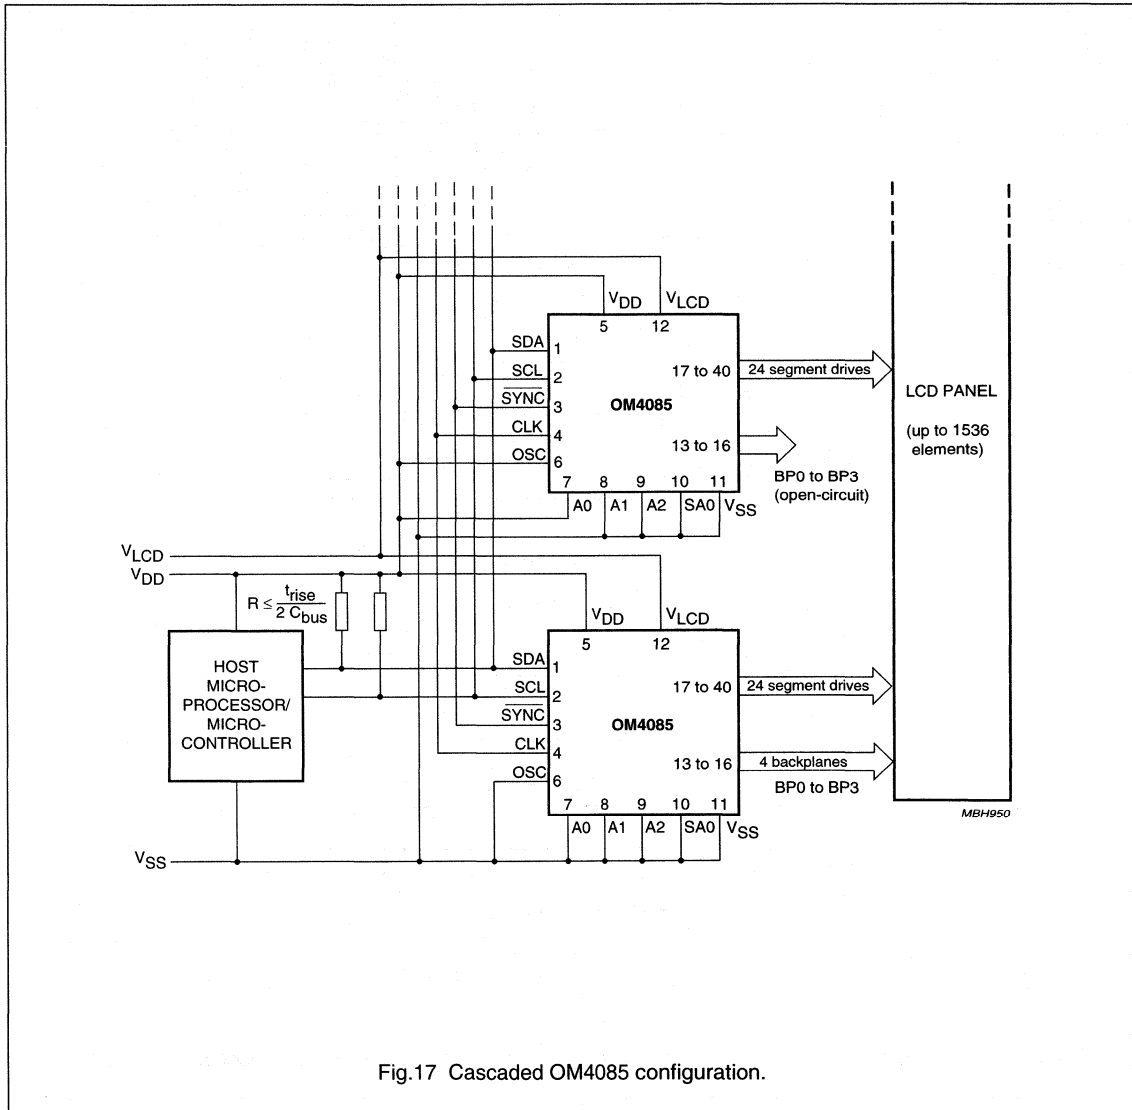 VDD
VLCD
5
12
SDA
1
SCL
2
SYNC
3
CLK
4
OSC
6
17 to 40
OM4085
13 to 16
24 segment drives
BP0 to BP3
(open-circuit)
7
8
9
10
11
A0
A1
A2
SA0
VSS
LCD PANEL
(up to 1536
elements)
VLCD
VDD
R ≤ trise
2 Cbus
HOST
MICRO-
PROCESSOR/
MICRO-
CONTROLLER
VDD
VLCD
5
12
SDA
1
SCL
2
SYNC
3
CLK
4
OSC
6
17 to 40
OM4085
13 to 16
24 segment drives
4 backplanes
BP0 to BP3
7
8
9
10
11
A0
A1
A2
SA0
VSS
MBH950
VSS
Fig.17 Cascaded OM4085 configuration.